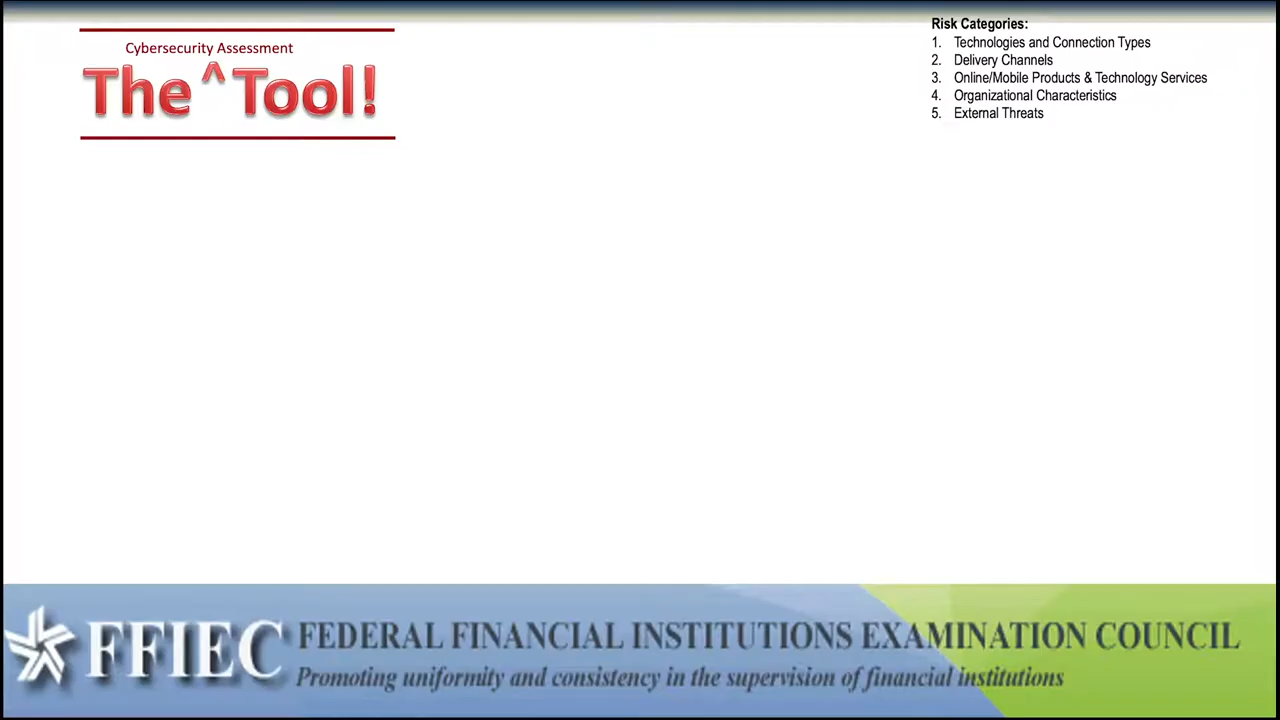 Cybersecurity Assessment
The ^ Tool!
Risk Categories:
1. Technologies and Connection Types
2. Delivery Channels
3. Online/Mobile Products & Technology Services
4. Organizational Characteristics
5. External Threats
FFIEC FEDERAL FINANCIAL INSTITUTIONS EXAMINATION COUNCIL
Promoting uniformity and consistency in the supervision of financial institutions